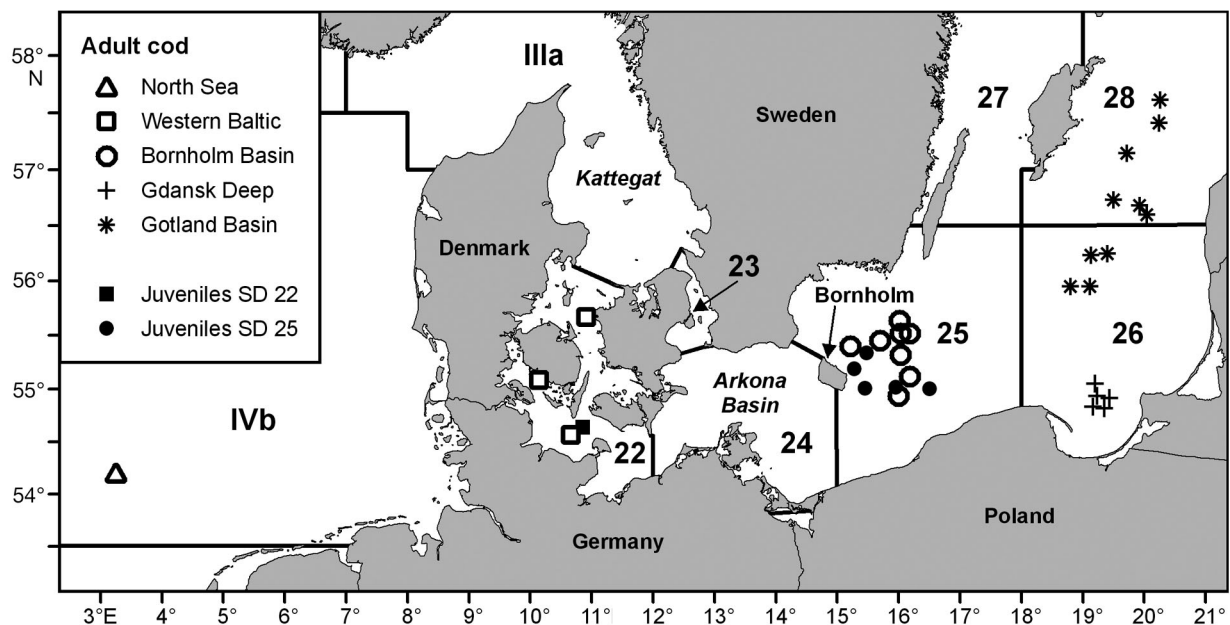 Adult cod
North Sea
Western Baltic
Bornholm Basin
Gdansk Deep
Gotland Basin
Juveniles SD 22
Juveniles SD 25
58°
N
57°
56°
55°
54°
IIIa
Kattegat
Sweden
Denmark
27
28
23
Bornholm
25
26
Arkona
Basin
IVb
22
24
Germany
Poland
3°E 4° 5° 6° 7° 8° 9° 10° 11° 12° 13° 14° 15° 16° 17° 18° 19° 20° 21°